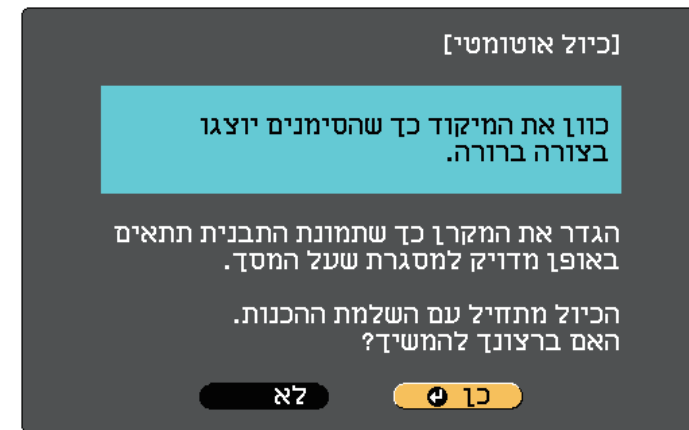 [כיול אוטומטי]
כוון את המיקוד כך שהסימנים יוצגו
בצורה ברורה.
הגדר את המקרן כך שתמונת התבנית תתאים
באופן מדויק למסגרת שעל המסך.
הכיול מתחיל עם השלמת ההכנות.
האם ברצונך להמשיך?
כן
לא